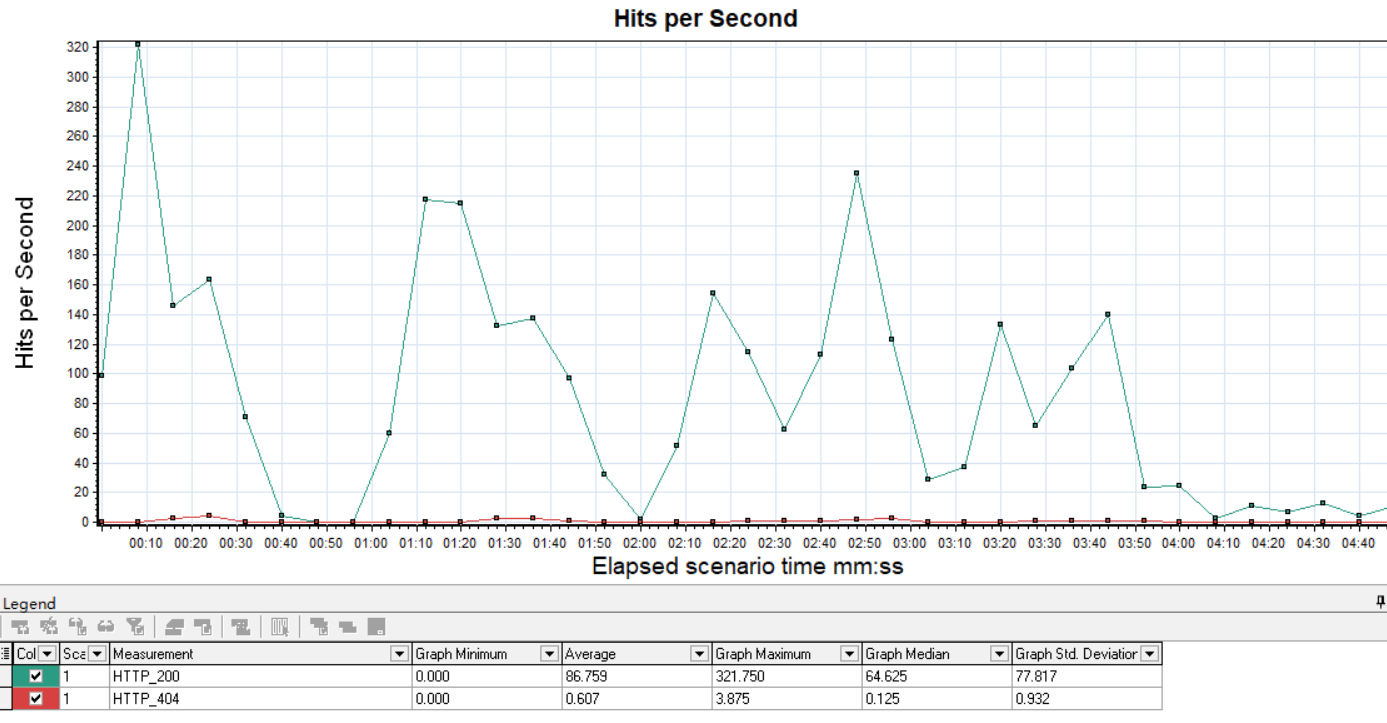 Hits per Second
Hits per Second
320
300
280
260
240
220
200
180
160
140
120
100
80
60
40
20
0
00:10 00:20 00:30 00:40 00:50 01:00 01:10 01:20 01:30 01:40 01:50 02:00 02:10 02:20 02:30 02:40 02:50 03:00 03:10 03:20 03:30 03:40 03:50 04:00 04:10 04:20 04:30 04:40
Elapsed scenario time mm:ss
Legend
Col Sca Measurement Graph Minimum Average Graph Maximum Graph Median Graph Std. Deviation
1 HTTP_200 0.000 86.759 321.750 64.625 77.817
1 HTTP_404 0.000 0.607 3.875 0.125 0.932